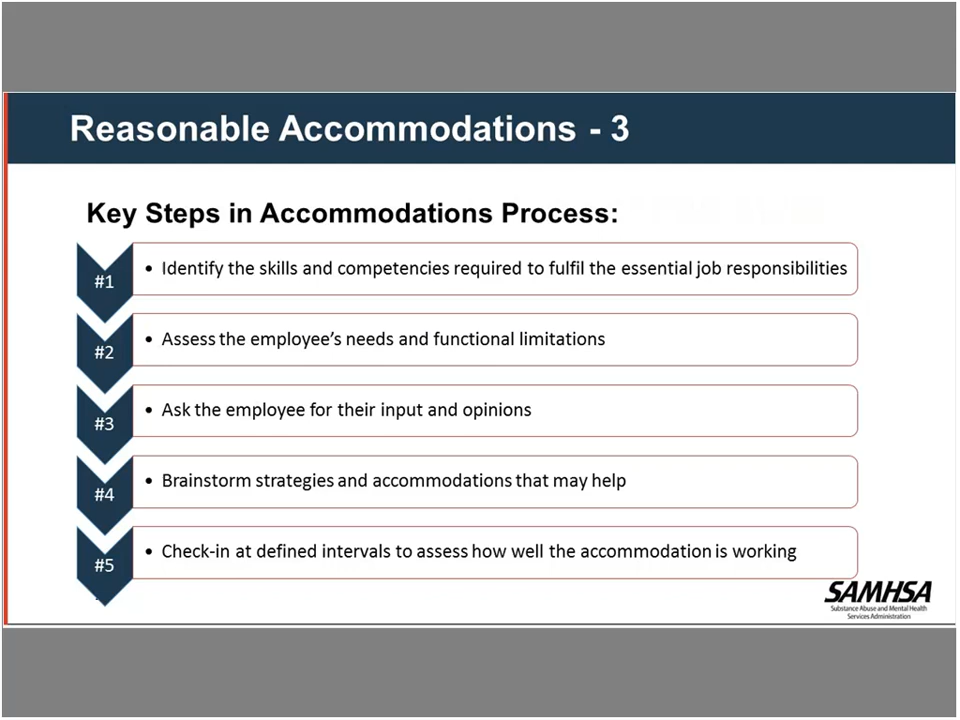 Reasonable Accommodations - 3
Key Steps in Accommodations Process:
#1
• Identify the skills and competencies required to fulfil the essential job responsibilities
#2
• Assess the employee's needs and functional limitations
#3
• Ask the employee for their input and opinions
#4
• Brainstorm strategies and accommodations that may help
#5
• Check-in at defined intervals to assess how well the accommodation is working
SAMHSA
Substance Abuse and Mental Health
Services Administration